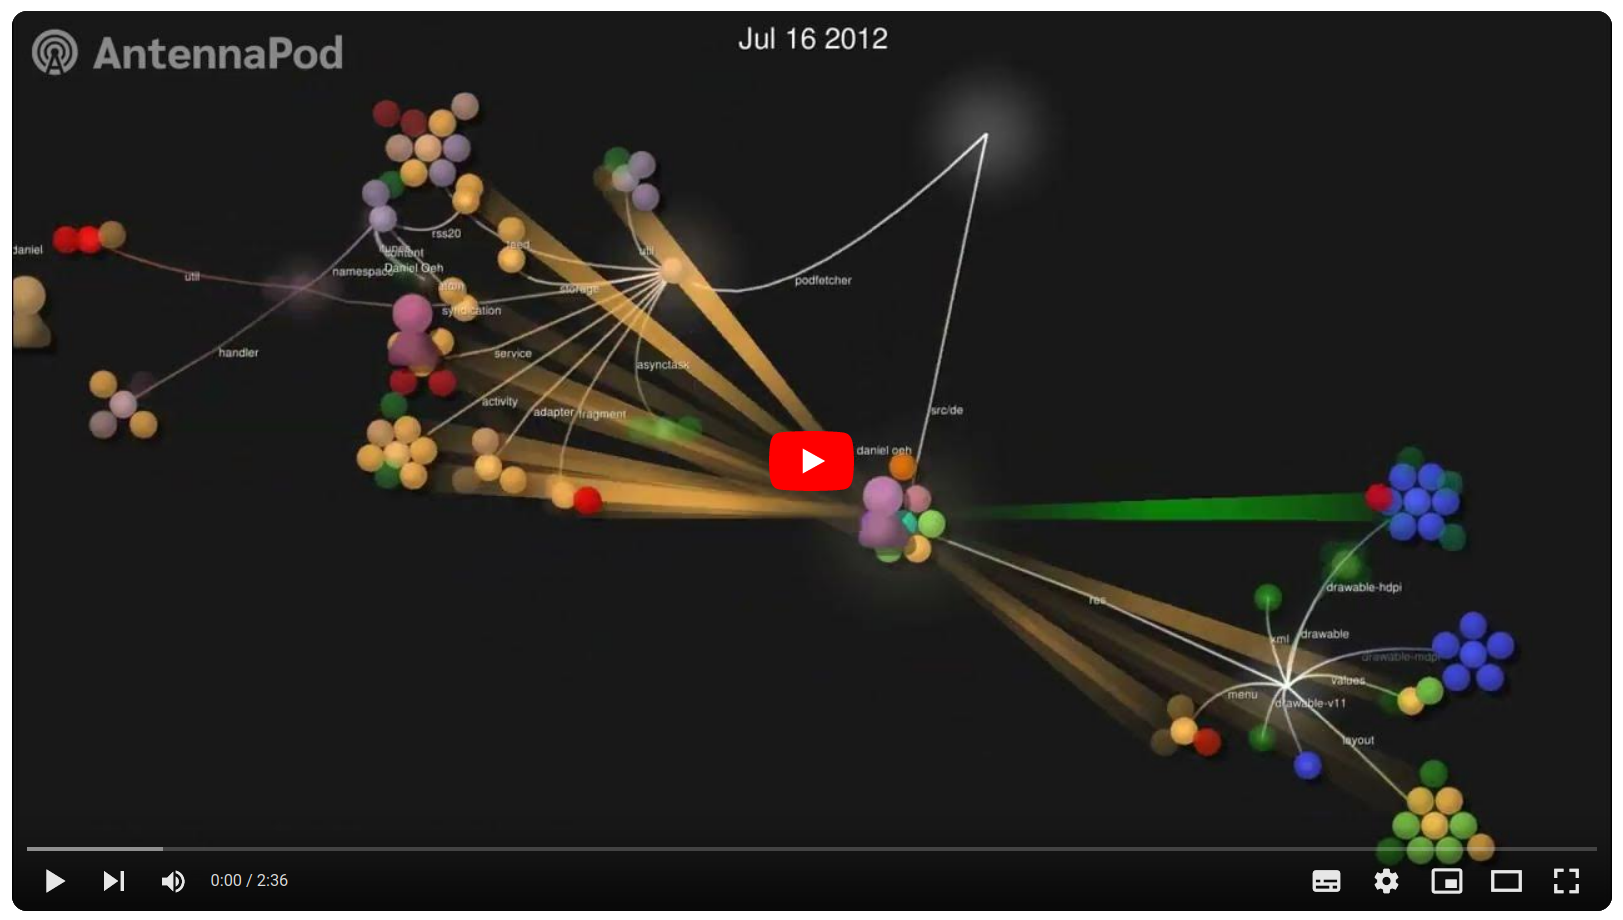 AntennaPod
Jul 16 2012
daniel
util
namespace
itunes
content
Daniel Oeh
rss20
feed
util
atom
syndication
storage
podfetcher
handler
service
asynctask
activity
adapter
fragment
src/de
daniel oeh
res
drawable-hdpi
xml
drawable
drawable-mdpi
values
menu
drawable-v11
layout
0:00 / 2:36